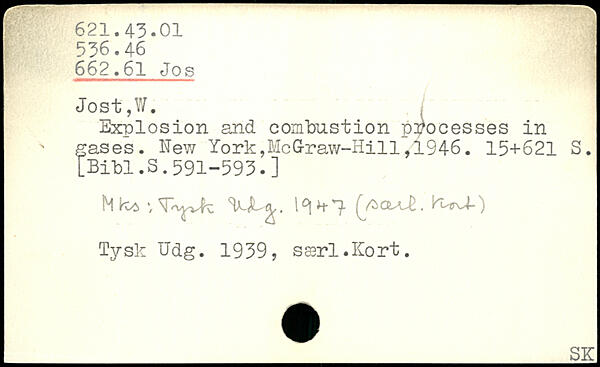 621.43.01
536.46
662.61 Jos
Jost,W.
Explosion and combustion processes in
gases. New York,McGraw-Hill,1946. 15+621 S.
[Bibl.S.591-593.]
Mks: Tysk Udg. 1947 (særl. Kort)
Tysk Udg. 1939, særl.Kort.
SK